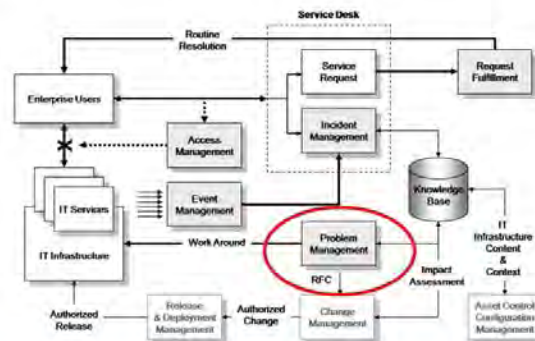 Service Desk
Routine
Resolution
Service
Request
Request
Fulfillment
Enterprise Users
Incident
Management
Access
Management
Knowledge
Base
IT Services
Event
Management
IT Infrastructure
Work Around
Problem
Management
RFC
Impact
Assessment
IT
Infrastructure
Content
&
Context
Authorized
Release
Release
& Deployment
Management
Authorized
Change
Change
Management
Asset Control
Configuration
Management